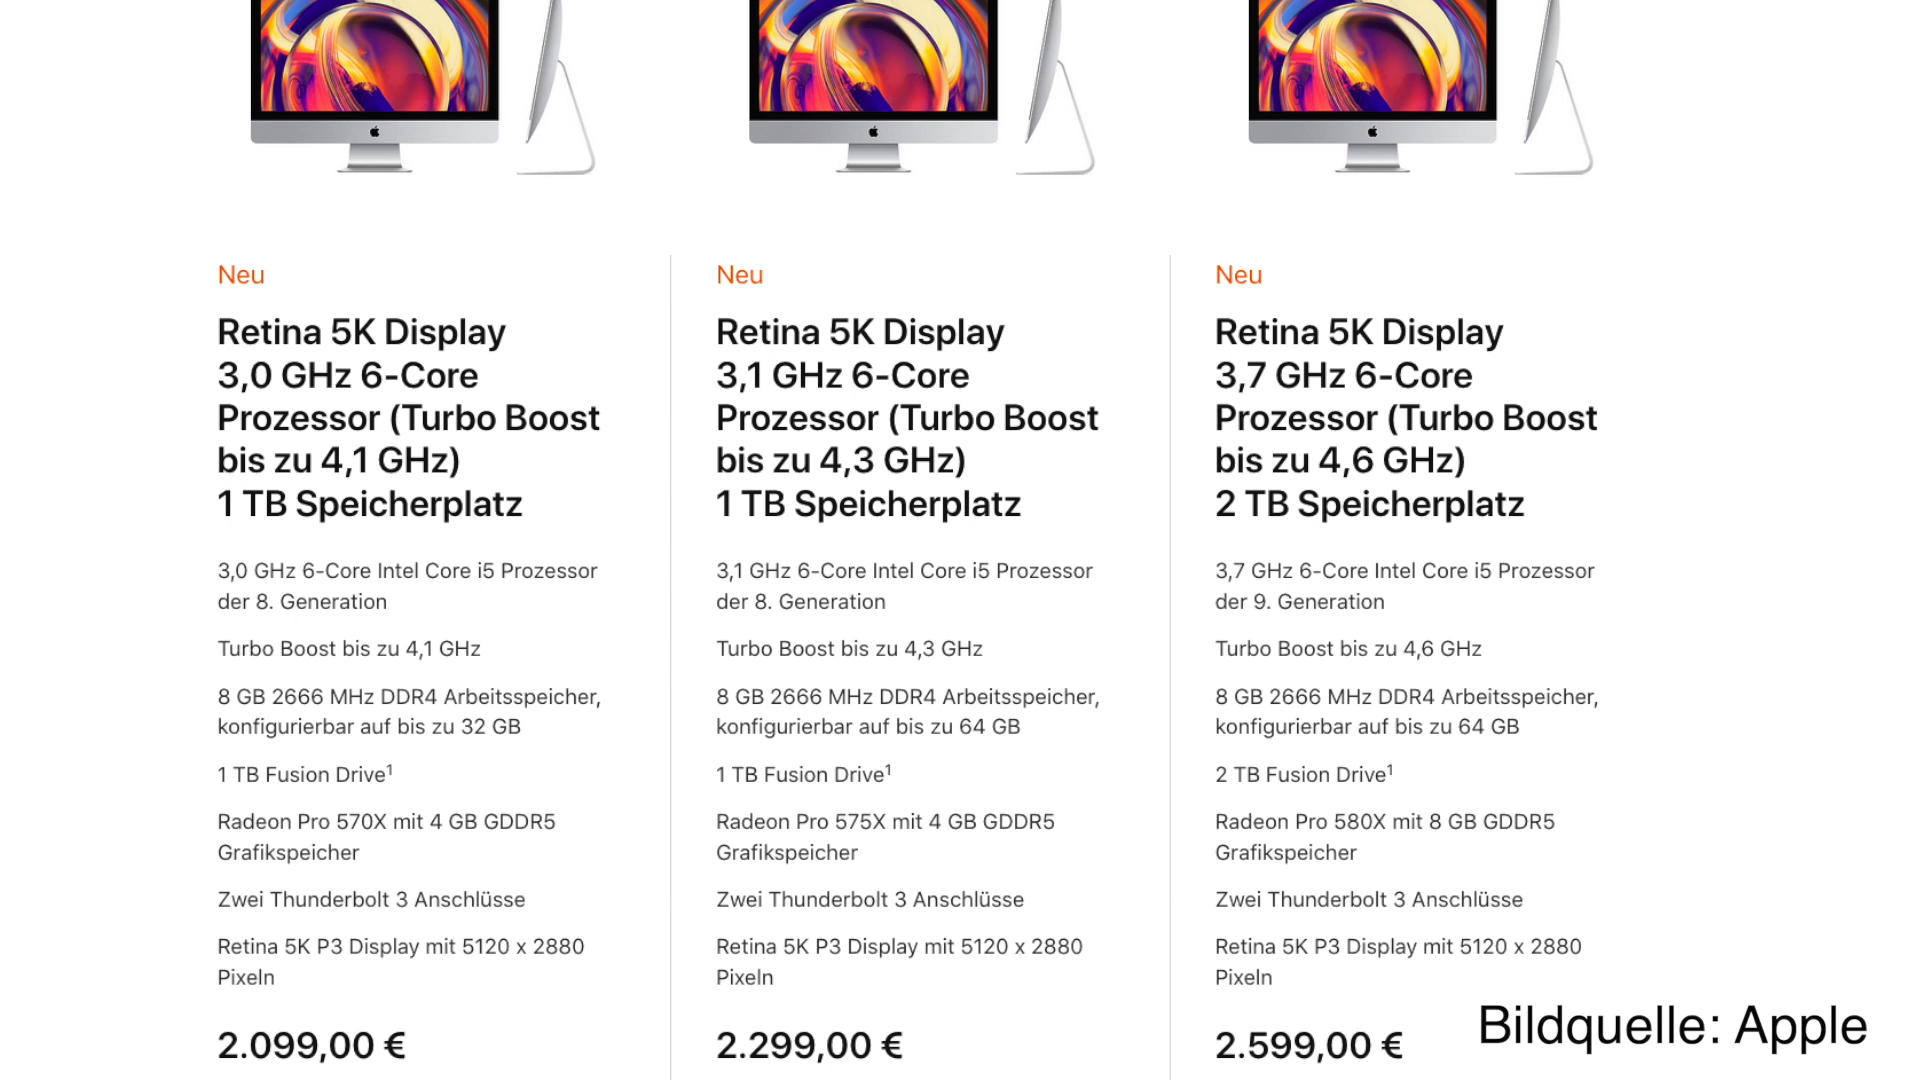 Neu
Retina 5K Display
3,0 GHz 6-Core
Prozessor (Turbo Boost
bis zu 4,1 GHz)
1 TB Speicherplatz
3,0 GHz 6-Core Intel Core i5 Prozessor
der 8. Generation
Turbo Boost bis zu 4,1 GHz
8 GB 2666 MHz DDR4 Arbeitsspeicher,
konfigurierbar auf bis zu 32 GB
1 TB Fusion Drive¹
Radeon Pro 570X mit 4 GB GDDR5
Grafikspeicher
Zwei Thunderbolt 3 Anschlüsse
Retina 5K P3 Display mit 5120 x 2880
Pixeln
2.099,00 €
Neu
Retina 5K Display
3,1 GHz 6-Core
Prozessor (Turbo Boost
bis zu 4,3 GHz)
1 TB Speicherplatz
3,1 GHz 6-Core Intel Core i5 Prozessor
der 8. Generation
Turbo Boost bis zu 4,3 GHz
8 GB 2666 MHz DDR4 Arbeitsspeicher,
konfigurierbar auf bis zu 64 GB
1 TB Fusion Drive¹
Radeon Pro 575X mit 4 GB GDDR5
Grafikspeicher
Zwei Thunderbolt 3 Anschlüsse
Retina 5K P3 Display mit 5120 x 2880
Pixeln
2.299,00 €
Neu
Retina 5K Display
3,7 GHz 6-Core
Prozessor (Turbo Boost
bis zu 4,6 GHz)
2 TB Speicherplatz
3,7 GHz 6-Core Intel Core i5 Prozessor
der 9. Generation
Turbo Boost bis zu 4,6 GHz
8 GB 2666 MHz DDR4 Arbeitsspeicher,
konfigurierbar auf bis zu 64 GB
2 TB Fusion Drive¹
Radeon Pro 580X mit 8 GB GDDR5
Grafikspeicher
Zwei Thunderbolt 3 Anschlüsse
Retina 5K P3 Display mit 5120 x 2880
Pixeln
2.599,00 €
Bildquelle: Apple